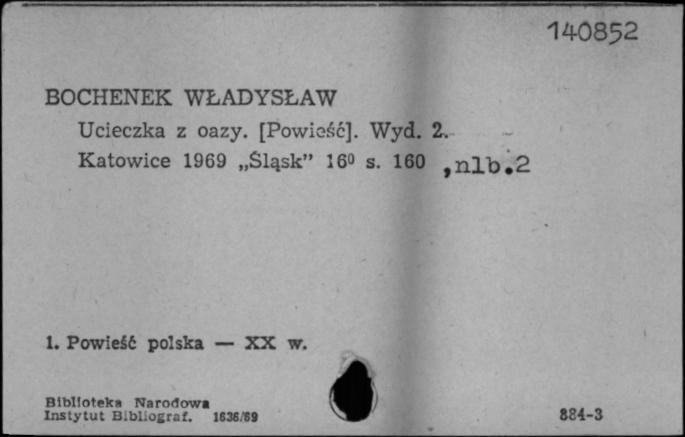 140852
BOCHENEK WŁADYSŁAW
Ucieczka z oazy. [Powieść]. Wyd. 2.
Katowice 1969 „Śląsk” 16⁰ s. 160 , nlb.2
1. Powieść polska — XX w.
Biblioteka Narodowa
Instytut Bibliograf. 1636/69
884-3